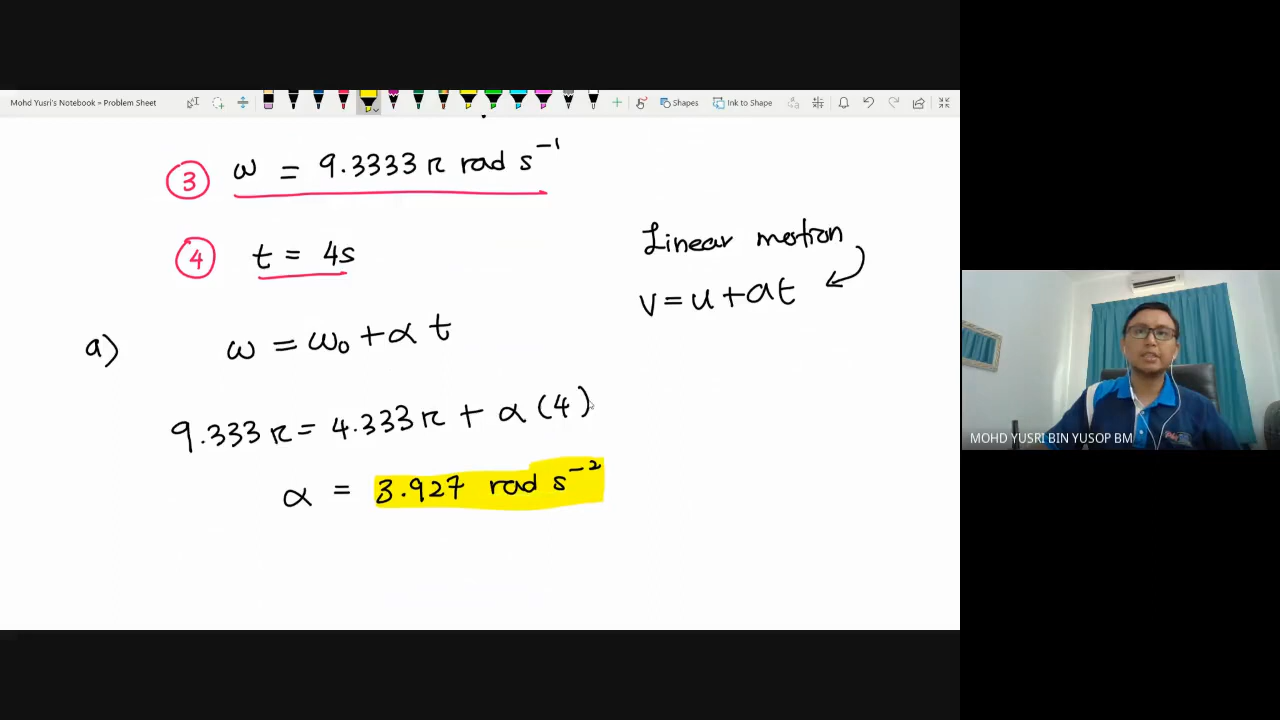 Mohd Yusri's Notebook » Problem Sheet
Shapes
Ink to Shape
③ ω = 9.3333π rad s⁻¹
④ t = 4s
Linear motion
v = u + at
a) ω = ω₀ + α t
9.333π = 4.333π + α (4)
α = 3.927 rad s⁻²
MOHD YUSRI BIN YUSOP BM